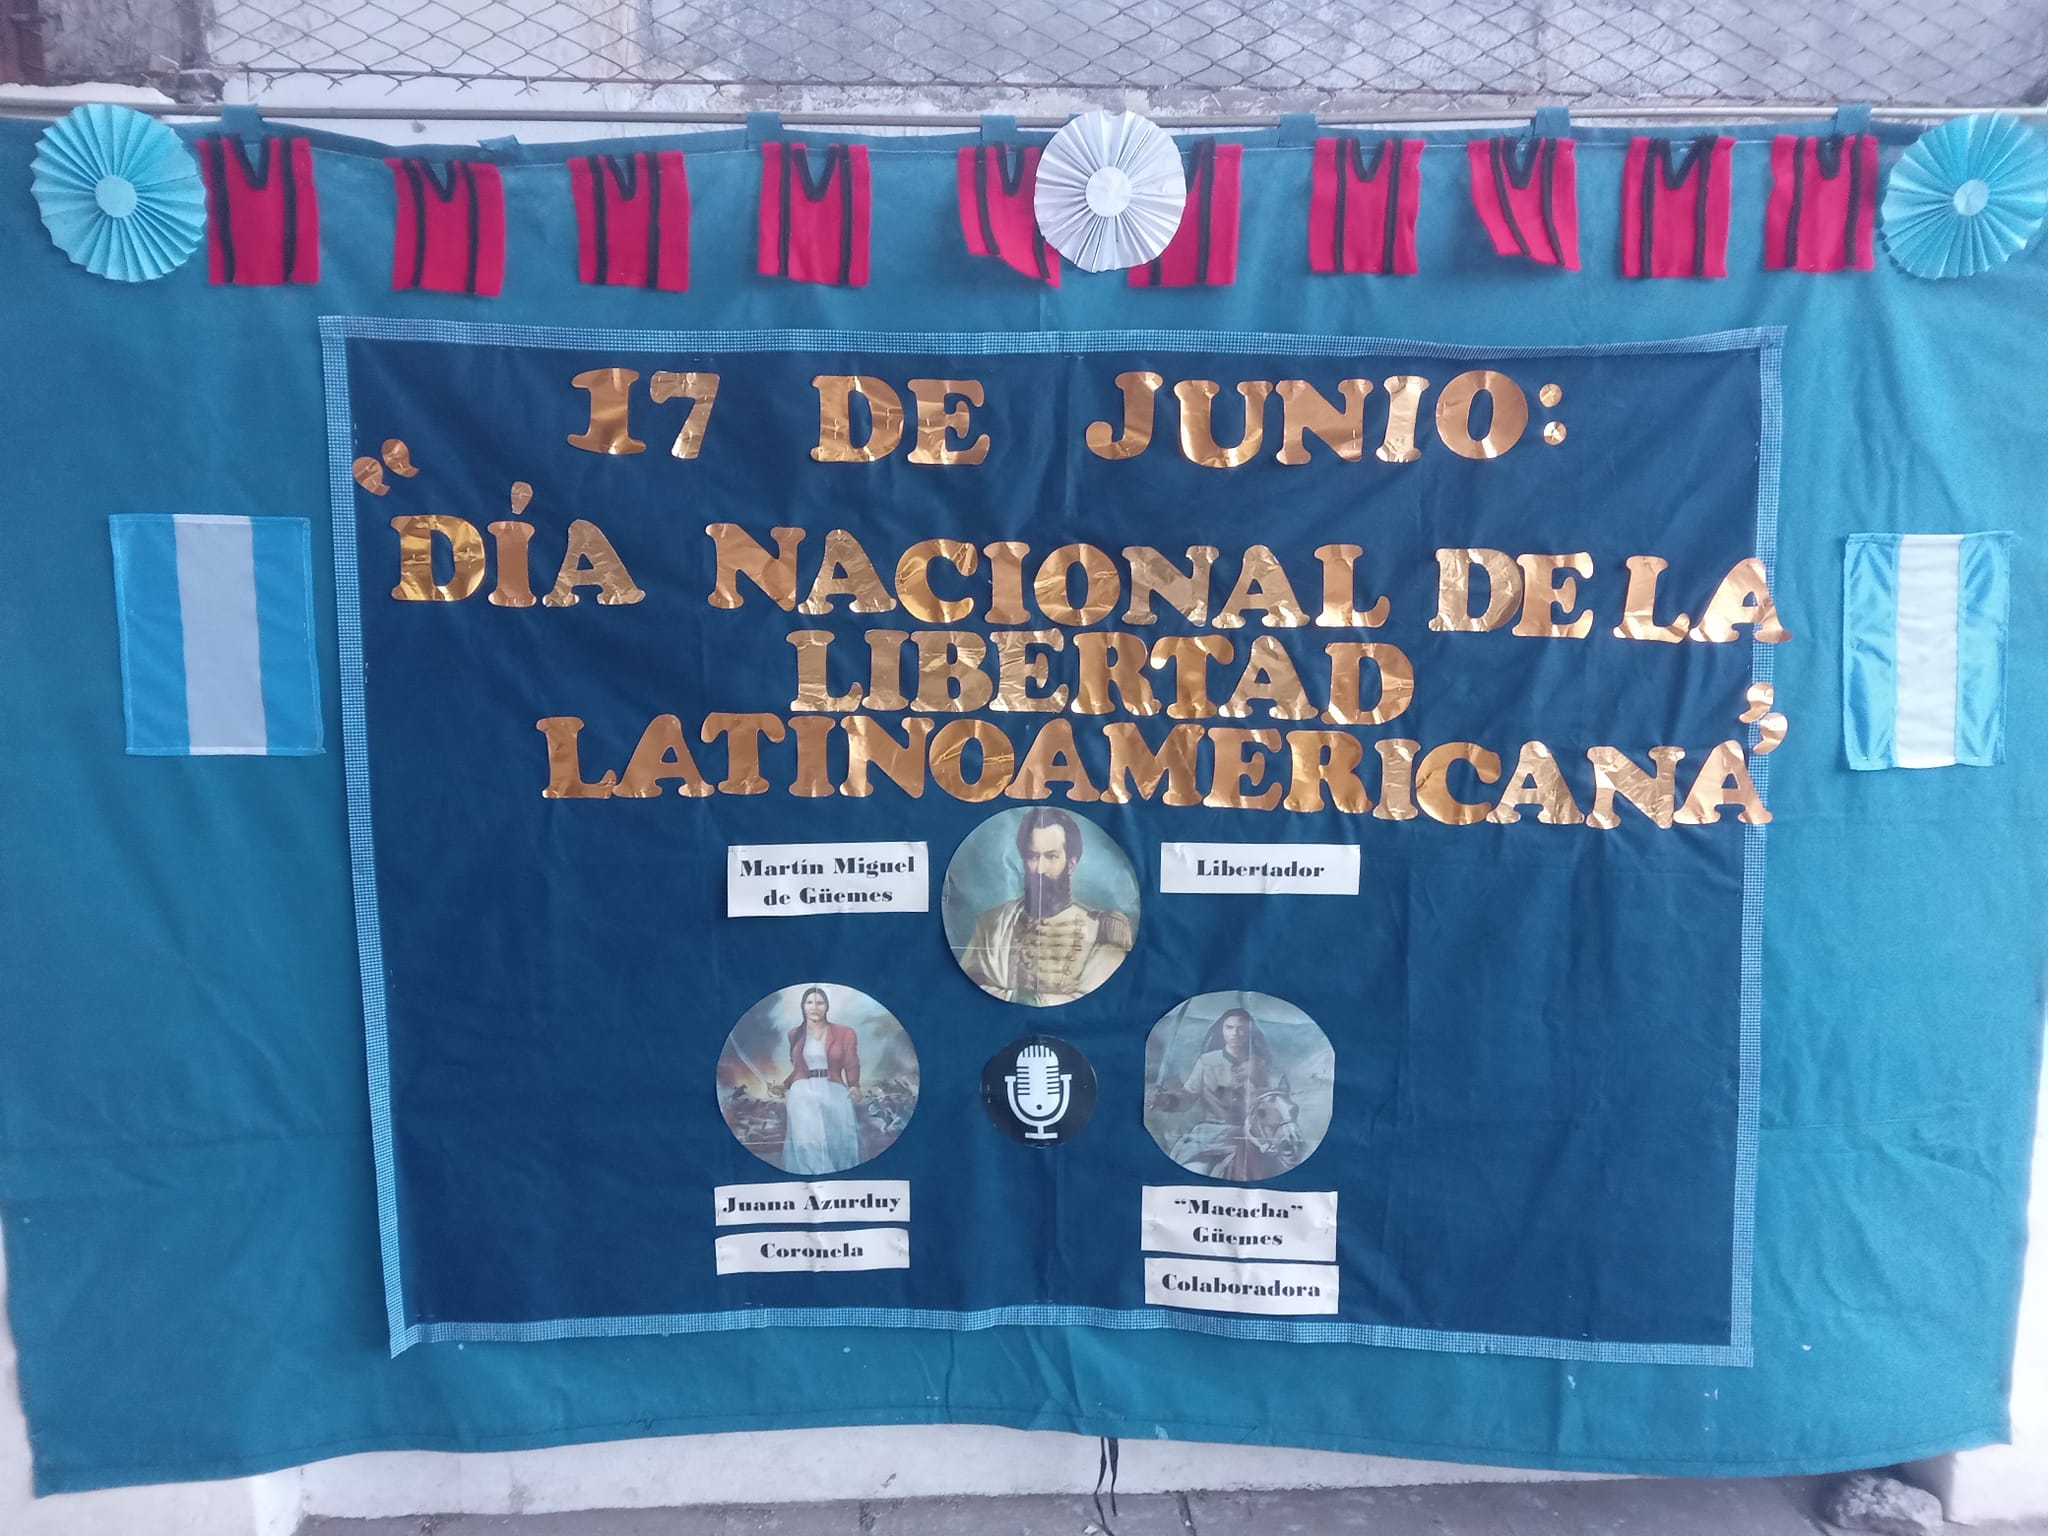 17 DE JUNIO:
“DÍA NACIONAL DE LA
LIBERTAD
LATINOAMERICANA”
Martín Miguel
de Güemes
Libertador
Juana Azurduy
Coronela
“Macacha”
Güemes
Colaboradora